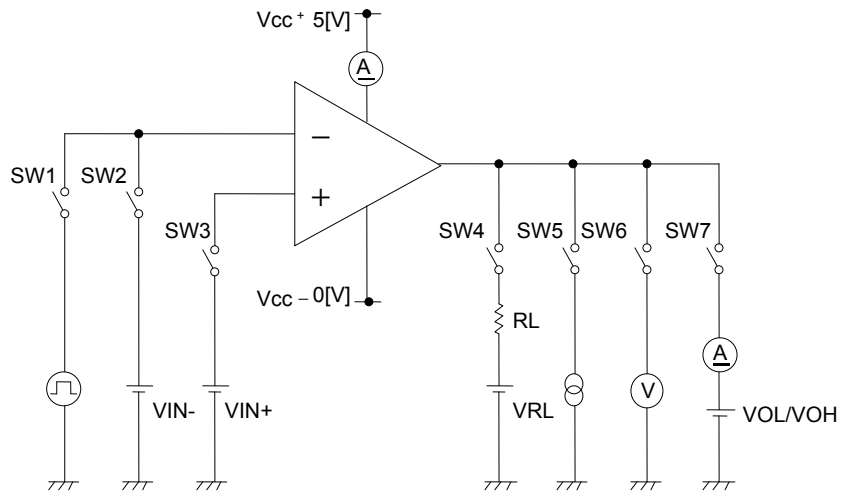 Vcc+ 5[V]
A
SW1
SW2
−
+
SW3
SW4
SW5
SW6
SW7
Vcc − 0[V]
RL
A
VIN-
VIN+
VRL
V
VOL/VOH